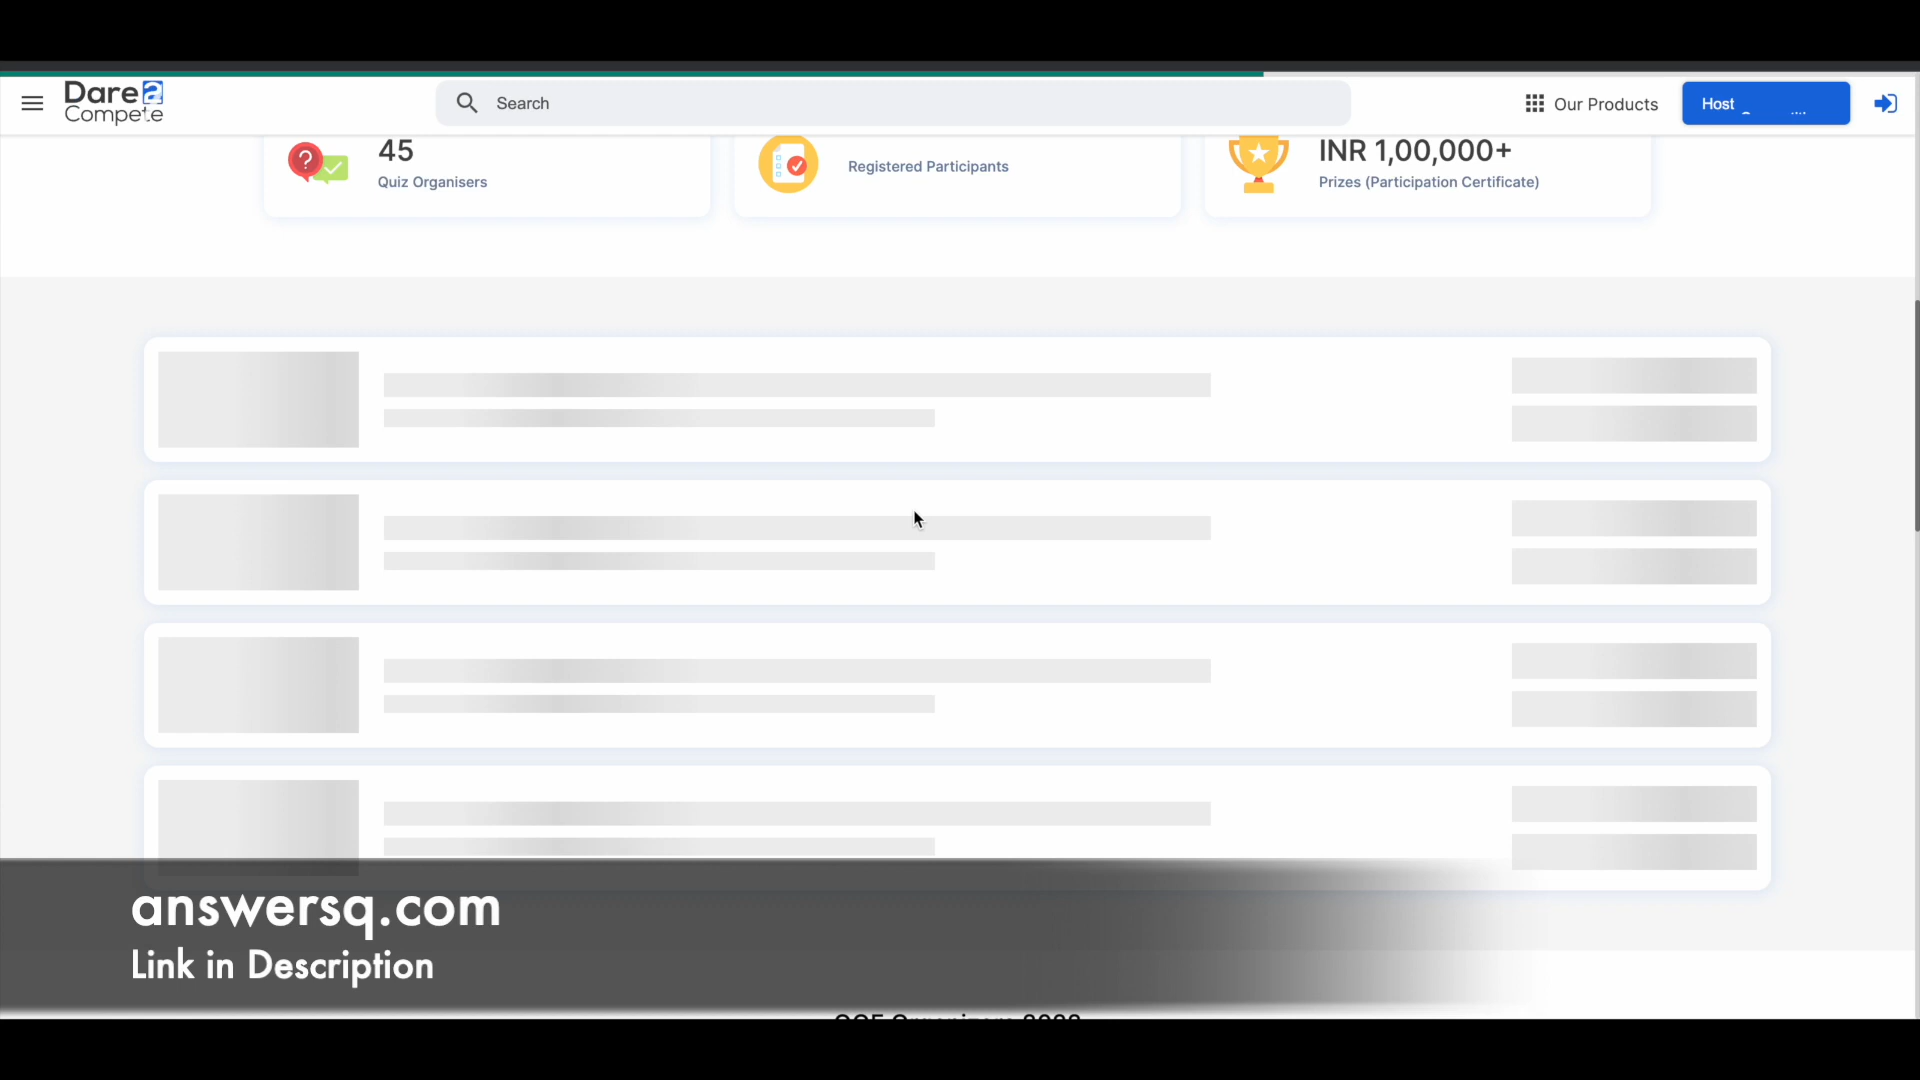 Dare2
Compete
Search
Our Products
Host
45
Quiz Organisers
Registered Participants
INR 1,00,000+
Prizes (Participation Certificate)
answersq.com
Link in Description